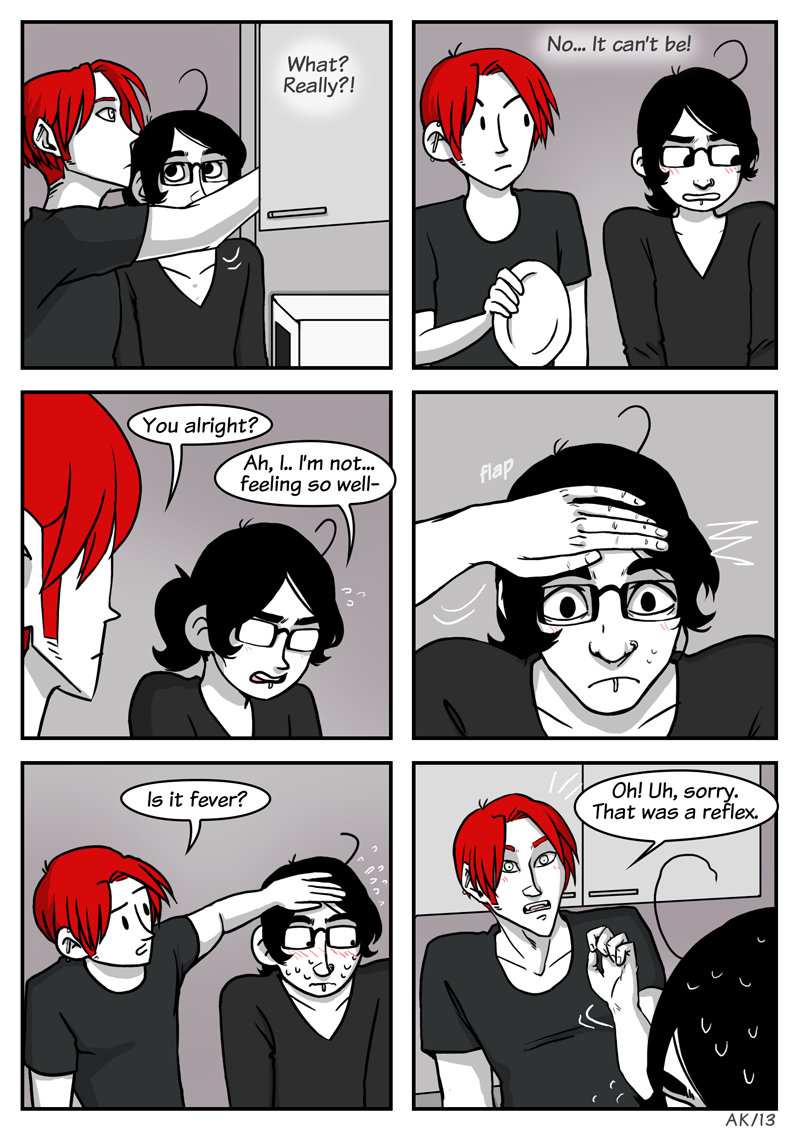 What?
Really?!
No... It can't be!
You alright?
Ah, I.. I'm not...
feeling so well-
flap
Is it fever?
Oh! Uh, sorry.
That was a reflex.
AK/13